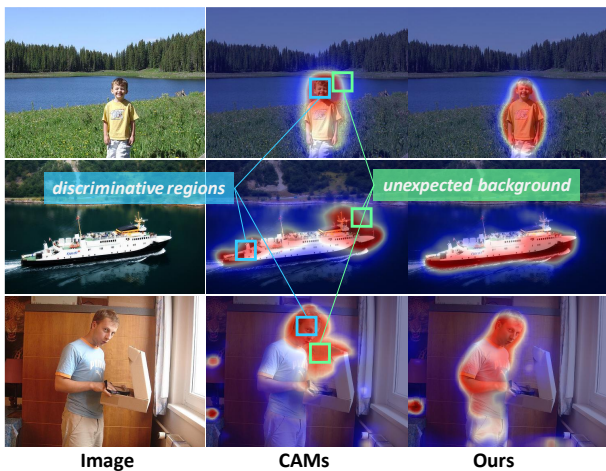 discriminative regions
unexpected background
Image
CAMs
Ours